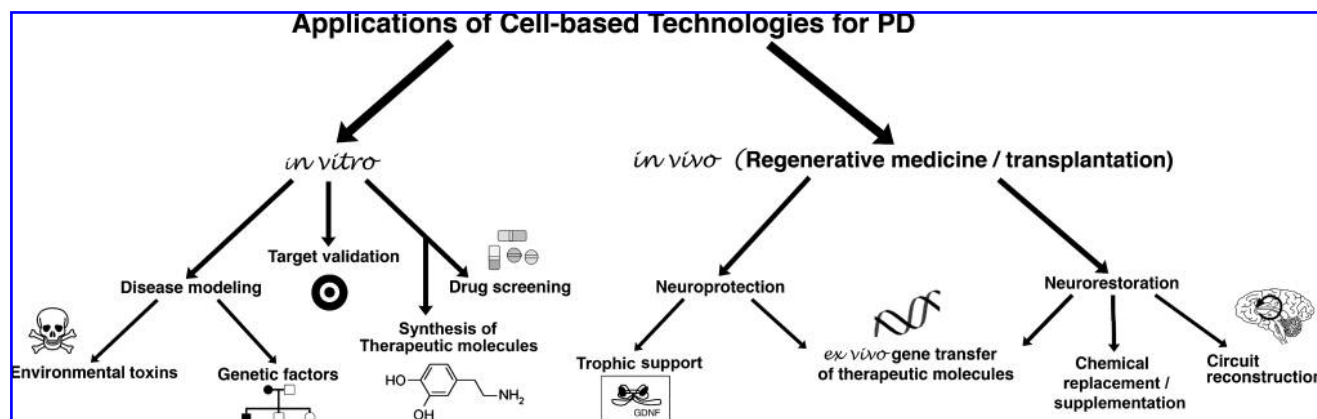 Applications of Cell-based Technologies for PD
in vitro
in vivo (Regenerative medicine / transplantation)
Target validation
Disease modeling
Drug screening
Neuroprotection
Neurorestoration
Environmental toxins
Genetic factors
Synthesis of
Therapeutic molecules
HO
OH
NH2
Trophic support
GDNF
ex vivo gene transfer
of therapeutic molecules
Chemical
replacement /
supplementation
Circuit
reconstruction